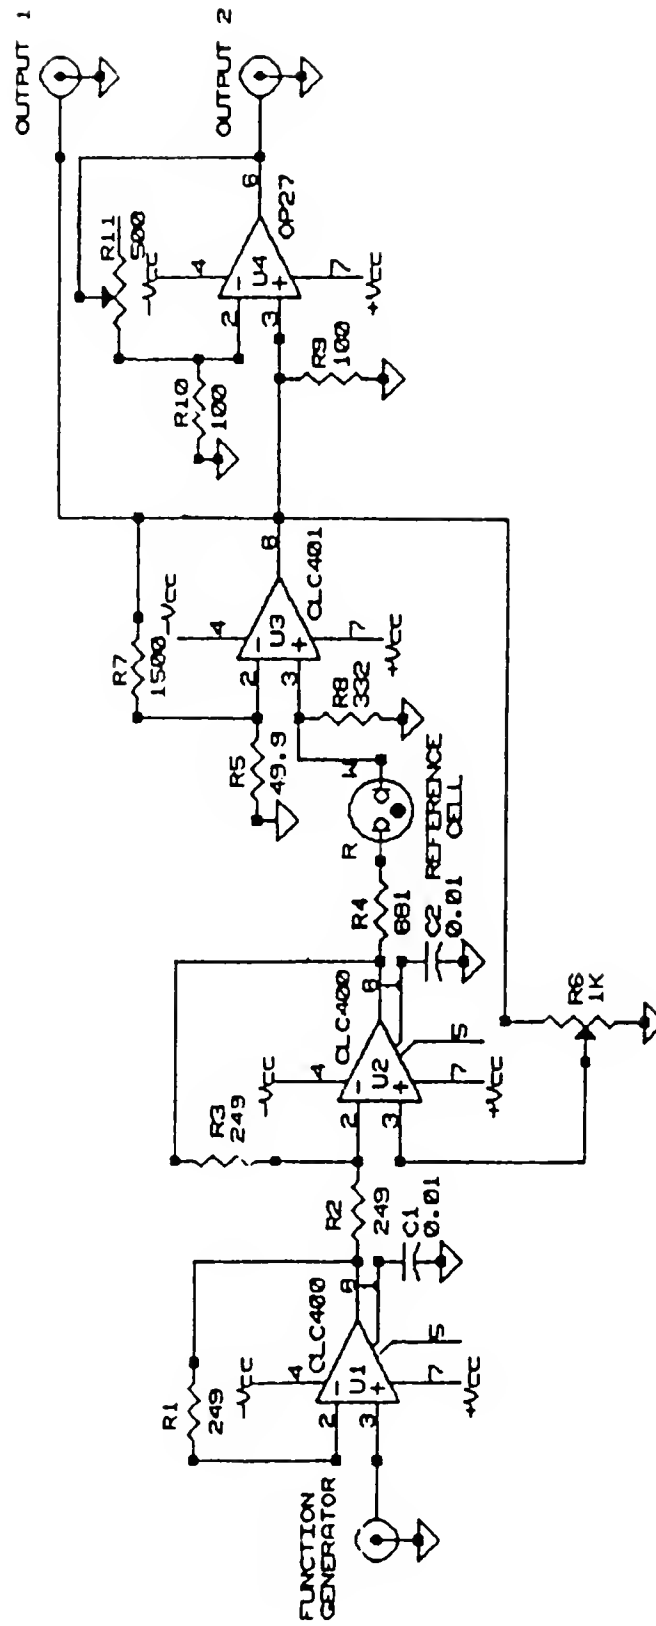 FUNCTION
GENERATOR
R1
249
-Vcc
4
2
3
U1
CLC400
7
+Vcc
5
8
C1
0.01
R2
249
R3
249
-Vcc
4
2
3
U2
CLC400
7
+Vcc
5
8
C2
0.01
R4
681
R
W
REFERENCE
CELL
R5
49.9
R6
1K
R7
1500
-Vcc
4
2
3
U3
CLC401
7
+Vcc
6
R8
332
R9
100
R10
100
R11
500
-Vcc
4
2
3
U4
OP27
7
+Vcc
6
OUTPUT 1
OUTPUT 2